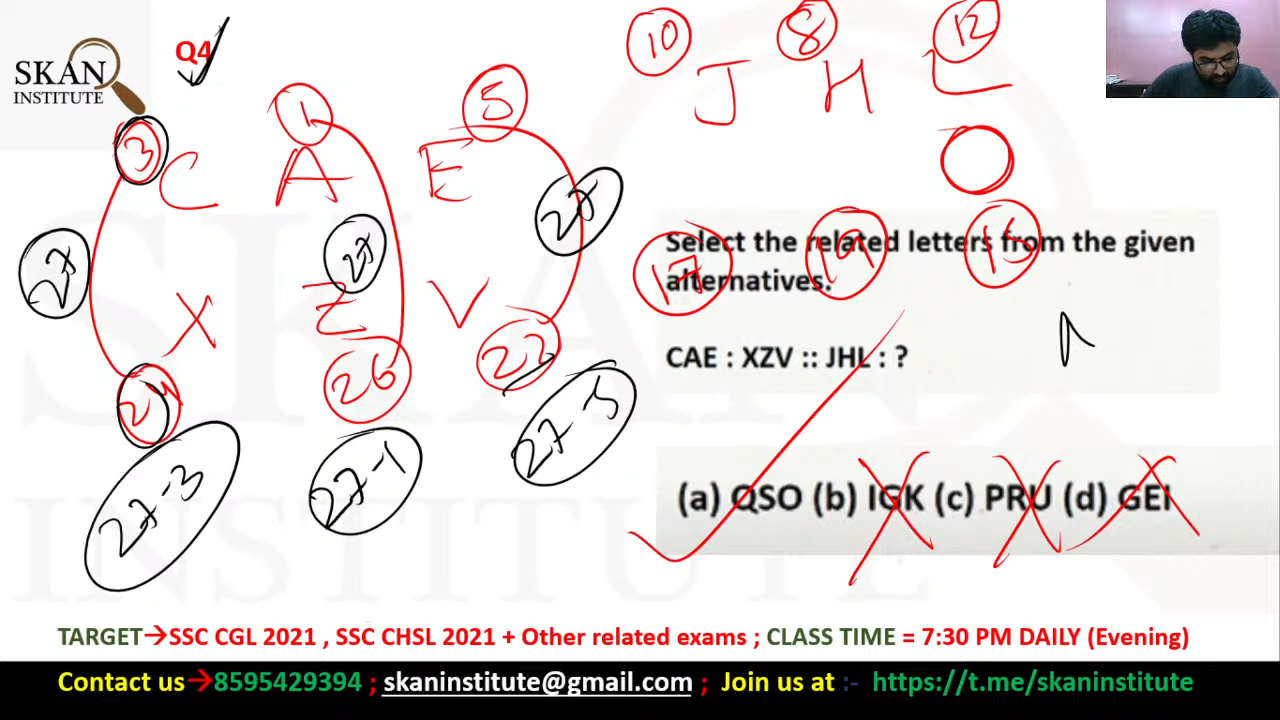 SKAN
INSTITUTE
Q4
10 8 12
J H L
3 1 5
C A E
O
27 27 27
17 19 15
X Z V
24 26 22
27-3 27-1 27-5
Select the related letters from the given
alternatives.
CAE : XZV :: JHL : ?
(a) QSO (b) IGK (c) PRU (d) GEI
TARGET→SSC CGL 2021 , SSC CHSL 2021 + Other related exams ; CLASS TIME = 7:30 PM DAILY (Evening)
Contact us→8595429394 ; skaninstitute@gmail.com ; Join us at :- https://t.me/skaninstitute